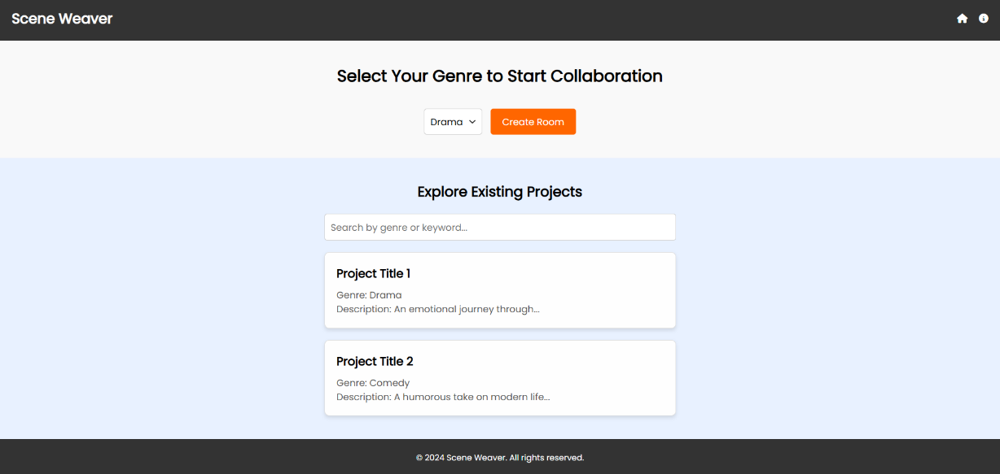 Scene Weaver
Select Your Genre to Start Collaboration
Drama
Create Room
Explore Existing Projects
Search by genre or keyword...
Project Title 1
Genre: Drama
Description: An emotional journey through...
Project Title 2
Genre: Comedy
Description: A humorous take on modern life...
© 2024 Scene Weaver. All rights reserved.